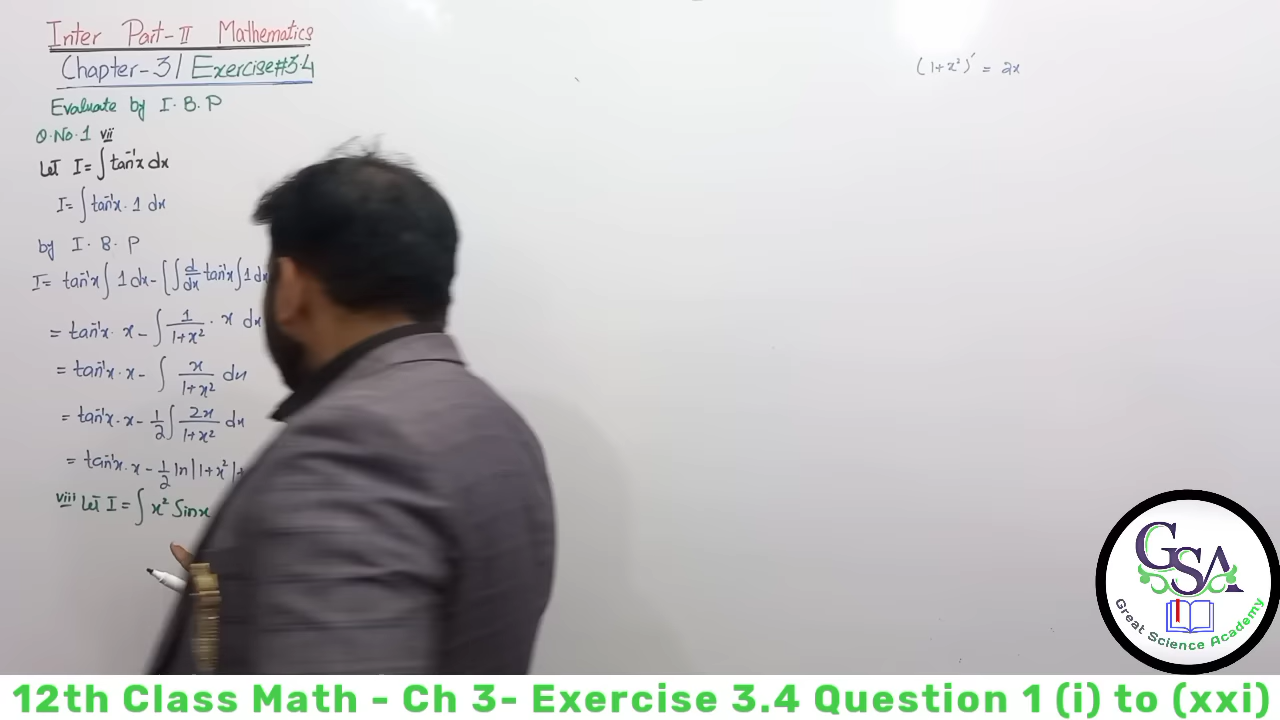 Inter Part-II Mathematics
Chapter-3/Exercise#3.4
Evaluate by I.B.P
Q.No.1 vii
Let I=∫tan⁻¹x dx
I=∫tan⁻¹x.1 dx
by I.B.P
I= tan⁻¹x∫1 dx-[∫d/dx tan⁻¹x∫1 dx
= tan⁻¹x.x-∫1/1+x².x dx
= tan⁻¹x.x-∫x/1+x² dx
= tan⁻¹x.x-1/2∫2x/1+x² dx
= tan⁻¹x.x-1/2 ln|1+x²|+
viii Let I=∫x² Sinx
(1+x²)′ = 2x
GSA
Great Science Academy
12th Class Math - Ch 3- Exercise 3.4 Question 1 (i) to (xxi)